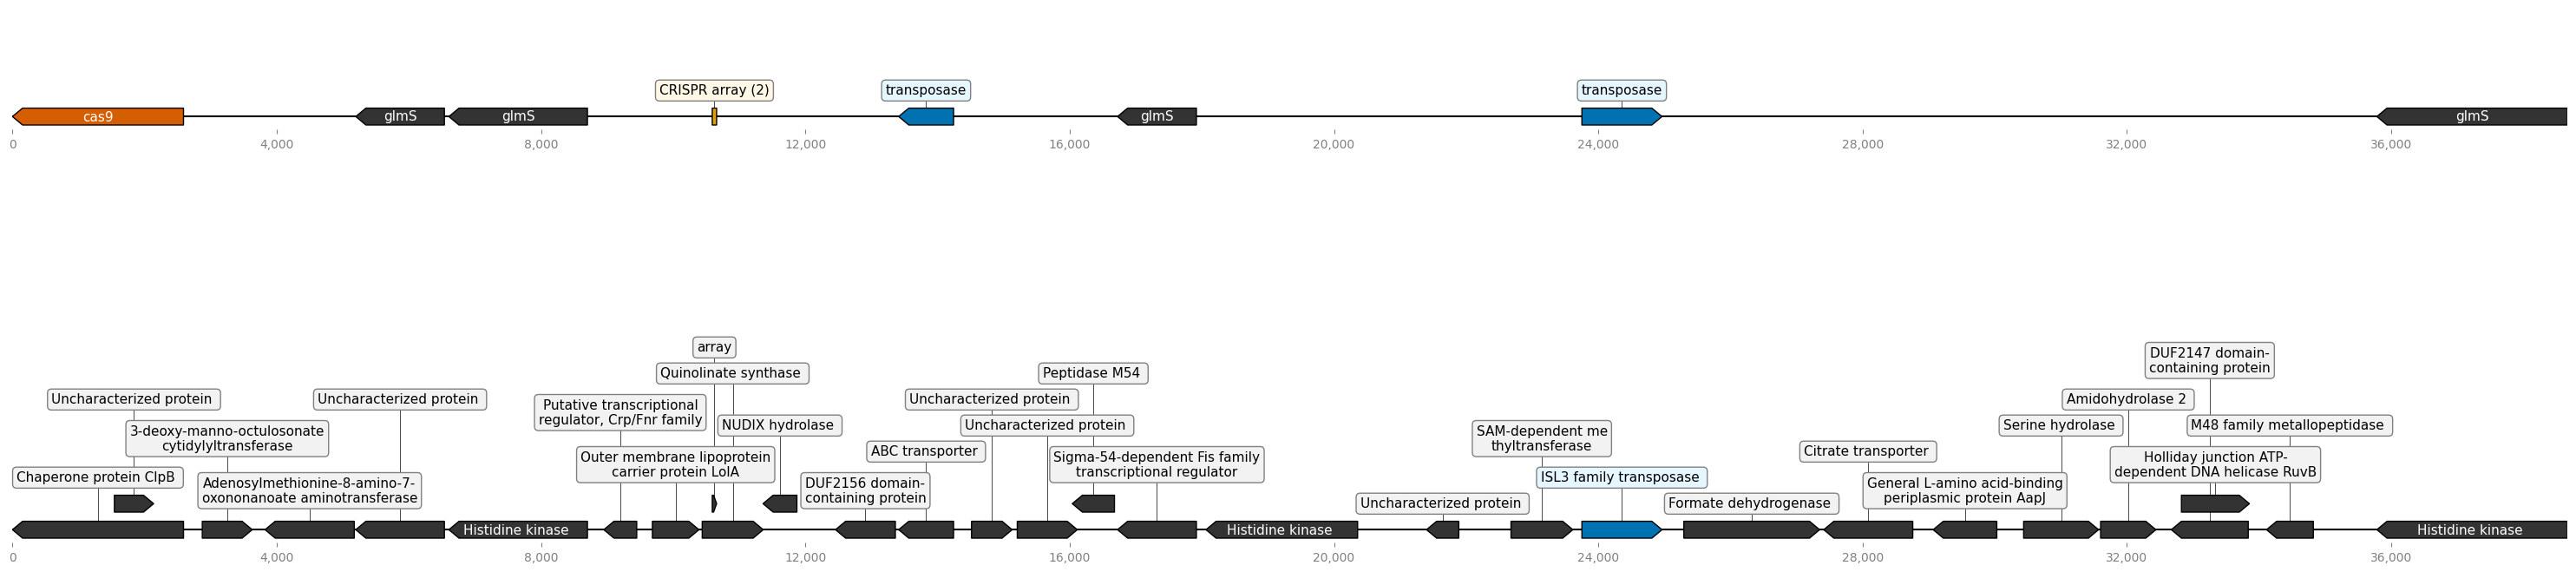 CRISPR array (2)
transposase
transposase
cas9
glmS
glmS
glmS
glmS
0
4,000
8,000
12,000
16,000
20,000
24,000
28,000
32,000
36,000
array
DUF2147 domain-
containing protein
Quinolinate synthase
Peptidase M54
Uncharacterized protein
Uncharacterized protein
Uncharacterized protein
Amidohydrolase 2
Putative transcriptional
regulator, Crp/Fnr family
3-deoxy-manno-octulosonate
cytidylyltransferase
NUDIX hydrolase
Uncharacterized protein
SAM-dependent me
thyltransferase
Serine hydrolase
M48 family metallopeptidase
ABC transporter
Citrate transporter
Outer membrane lipoprotein
carrier protein LolA
Sigma-54-dependent Fis family
transcriptional regulator
Holliday junction ATP-
dependent DNA helicase RuvB
Chaperone protein ClpB
ISL3 family transposase
Adenosylmethionine-8-amino-7-
oxononanoate aminotransferase
DUF2156 domain-
containing protein
General L-amino acid-binding
periplasmic protein AapJ
Uncharacterized protein
Formate dehydrogenase
Histidine kinase
Histidine kinase
Histidine kinase
0
4,000
8,000
12,000
16,000
20,000
24,000
28,000
32,000
36,000